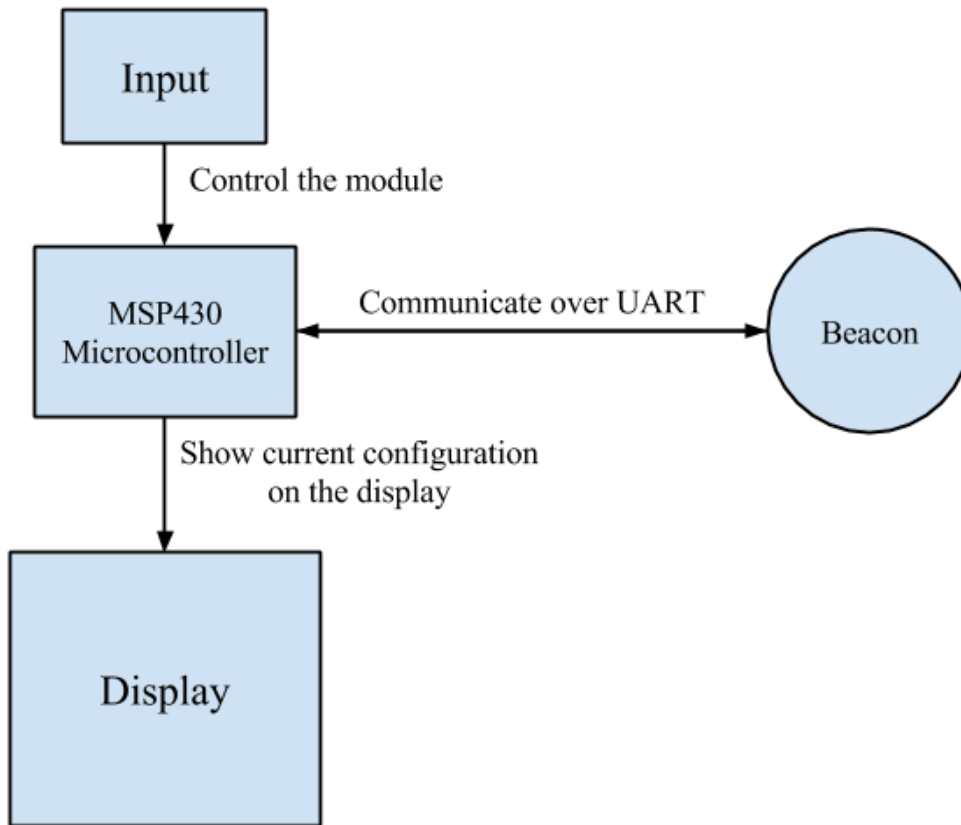 Input
Control the module
MSP430
Microcontroller
Communicate over UART
Beacon
Show current configuration
on the display
Display